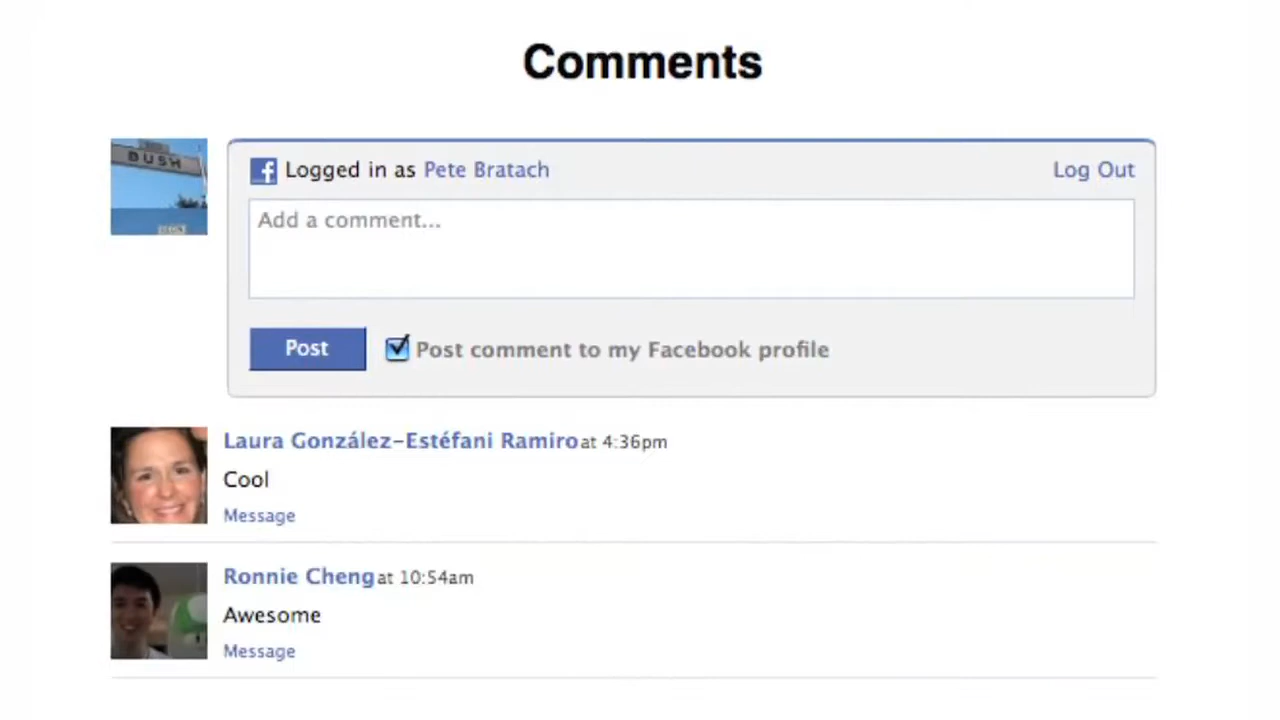 Comments
BUSH
Logged in as Pete Bratach
Log Out
Add a comment...
Post
Post comment to my Facebook profile
Laura González-Estéfani Ramiro at 4:36pm
Cool
Message
Ronnie Cheng at 10:54am
Awesome
Message